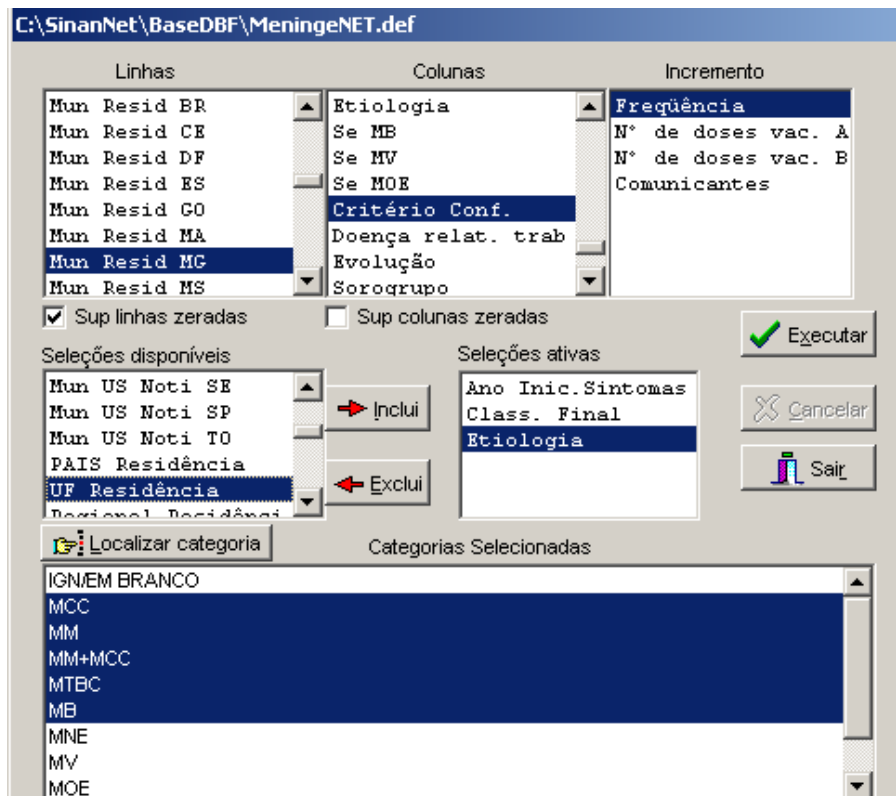 C:\SinanNet\BaseDBF\MeningeNET.def
Linhas
Colunas
Incremento
Mun Resid BR
Mun Resid CE
Mun Resid DF
Mun Resid ES
Mun Resid GO
Mun Resid MA
Mun Resid MG
Mun Resid MS
Etiologia
Se MB
Se MV
Se MOE
Critério Conf.
Doença relat. trab
Evolução
Sorogrupo
Freqüência
N° de doses vac. A
N° de doses vac. B
Comunicantes
Sup linhas zeradas
Sup colunas zeradas
Executar
Seleções disponíveis
Seleções ativas
Mun US Noti SE
Mun US Noti SP
Mun US Noti TO
PAIS Residência
UF Residência
Regional Residênci
Inclui
Exclui
Ano Inic.Sintomas
Class. Final
Etiologia
Cancelar
Sair
Localizar categoria
Categorias Selecionadas
IGN/EM BRANCO
MCC
MM
MM+MCC
MTBC
MB
MNE
MV
MOE